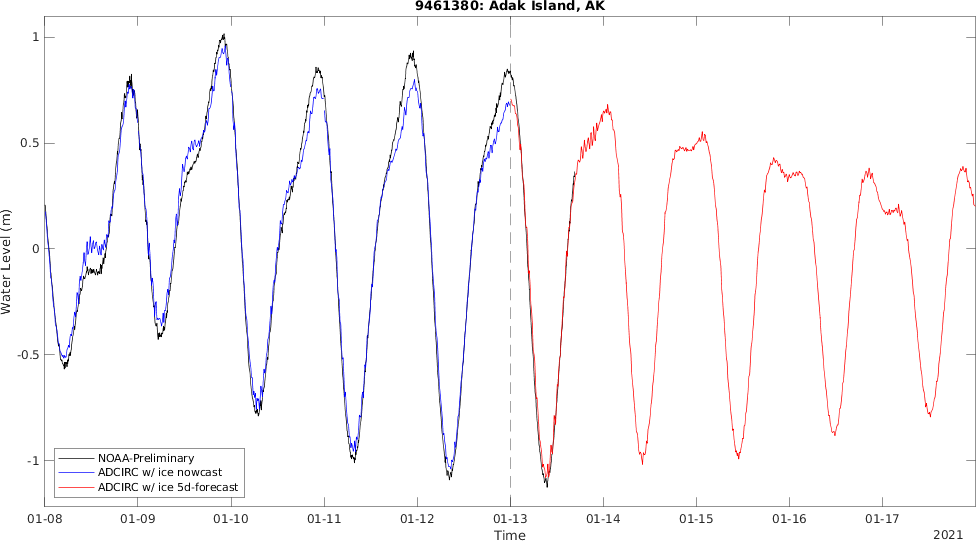 9461380: Adak Island, AK
1
0.5
0
-0.5
-1
Water Level (m)
NOAA-Preliminary
ADCIRC w/ ice nowcast
ADCIRC w/ ice 5d-forecast
01-08 01-09 01-10 01-11 01-12 01-13 01-14 01-15 01-16 01-17
Time
2021